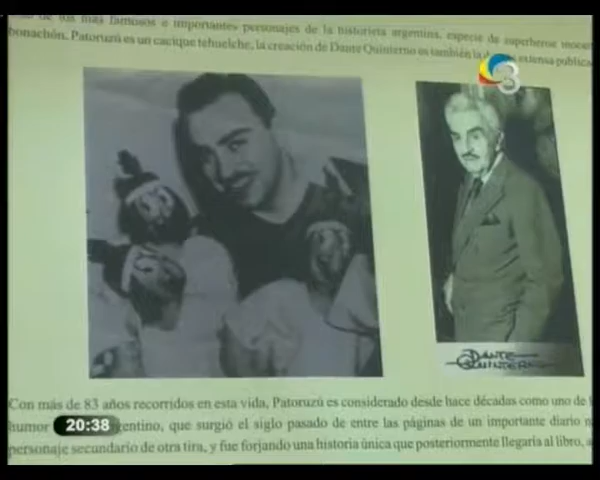 de los más famosos e importantes personajes de la historieta argentina, especie de superhéroe
bonachón. Patoruzú es un cacique tehuelche, la creación de Dante Quinterno es también la extensa publica
3
DANTE
QUINTERNO
Con más de 83 años recorridos en esta vida, Patoruzú es considerado desde hace décadas como uno de
humor 20:38 entino, que surgió el siglo pasado de entre las páginas de un importante diario
personaje secundario de otra tira, y fue forjando una historia única que posteriormente llegaría al libro, a